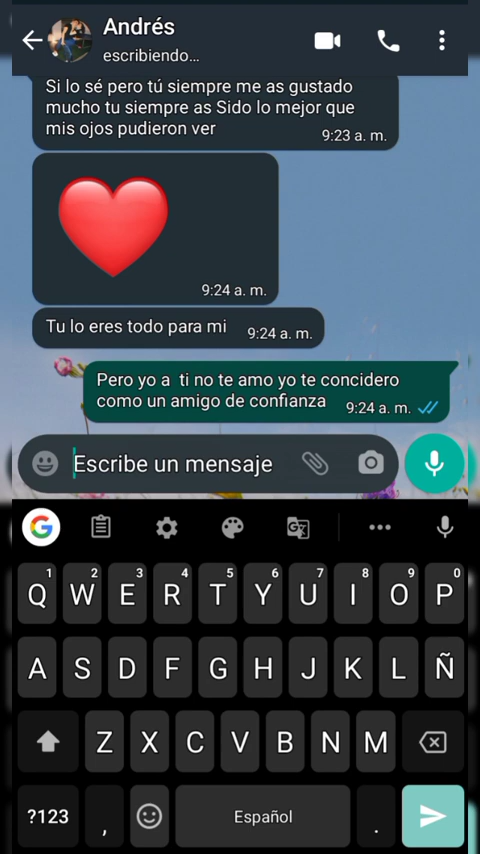 Andrés
escribiendo...
Si lo sé pero tú siempre me as gustado
mucho tu siempre as Sido lo mejor que
mis ojos pudieron ver
9:23 a. m.
9:24 a. m.
Tu lo eres todo para mi 9:24 a. m.
Pero yo a ti no te amo yo te concidero
como un amigo de confianza 9:24 a. m.
Escribe un mensaje
G
1 2 3 4 5 6 7 8 9 0
Q W E R T Y U I O P
A S D F G H J K L Ñ
Z X C V B N M
?123 , Español .